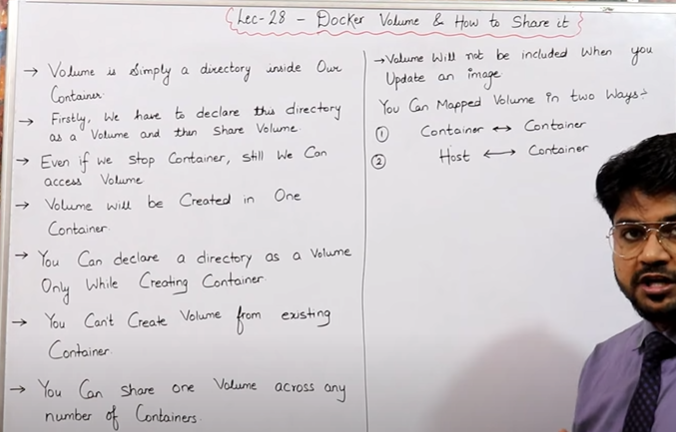 Lec-28 - Docker Volume & How to Share it
→ Volume is simply a directory inside Our
Container.
→ Firstly, We have to declare this directory
as a Volume and then Share Volume.
→ Even if we stop Container, still We Can
access Volume
→ Volume will be Created in One
Container.
→ You Can declare a directory as a Volume
Only While Creating Container
→ You Can't Create Volume from existing
Container.
→ You Can share one Volume across any
number of Containers.
→ Volume Will not be included When you
Update an image
You Can Mapped Volume in two Ways:-
① Container ↔ Container
② Host ↔ Container